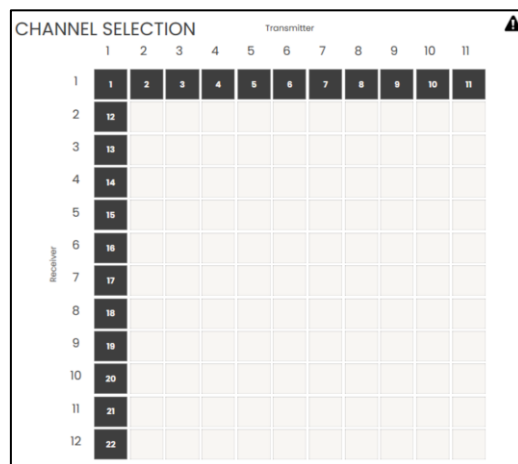 CHANNEL SELECTION
Transmitter
1 2 3 4 5 6 7 8 9 10 11
Receiver
1 1 2 3 4 5 6 7 8 9 10 11
2 12
3 13
4 14
5 15
6 16
7 17
8 18
9 19
10 20
11 21
12 22